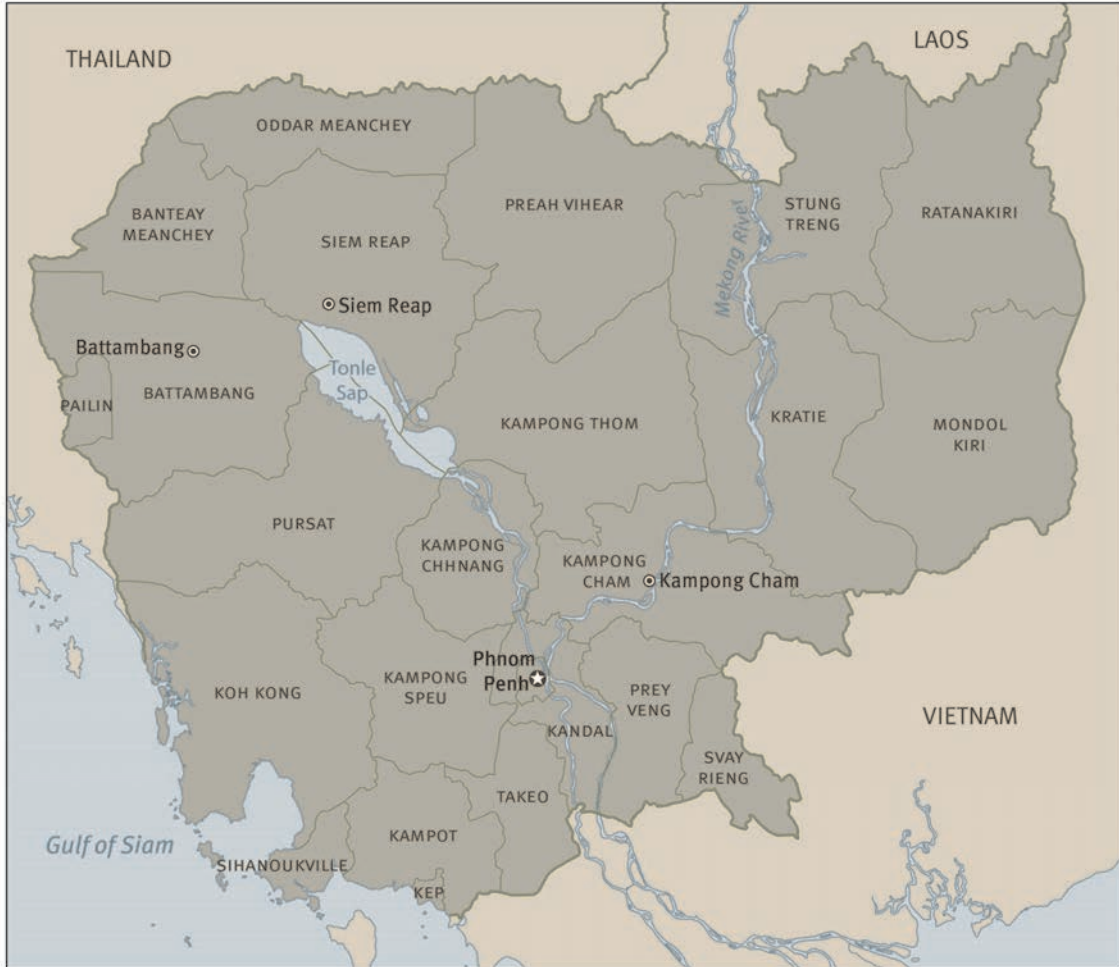 THAILAND
LAOS
ODDAR MEANCHEY
BANTEAY
MEANCHEY
SIEM REAP
PREAH VIHEAR
Mekong River
STUNG
TRENG
RATANAKIRI
Siem Reap
Battambang
Tonle
Sap
PAILIN
BATTAMBANG
KAMPONG THOM
KRATIE
MONDOL
KIRI
PURSAT
KAMPONG
CHHNANG
KAMPONG
CHAM
Kampong Cham
Phnom
Penh
KOH KONG
KAMPONG
SPEU
PREY
VENG
KANDAL
SVAY
RIENG
VIETNAM
TAKEO
Gulf of Siam
KAMPOT
SIHANOUKVILLE
KEP